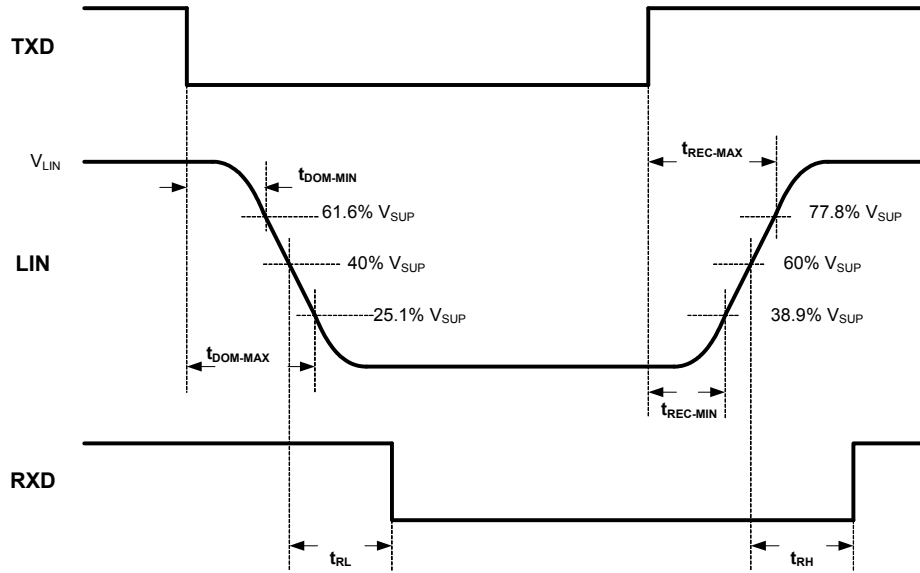 TXD
V_LIN
t_DOM-MIN
t_REC-MAX
61.6% V_SUP
77.8% V_SUP
LIN
40% V_SUP
60% V_SUP
25.1% V_SUP
38.9% V_SUP
t_DOM-MAX
t_REC-MIN
RXD
t_RL
t_RH